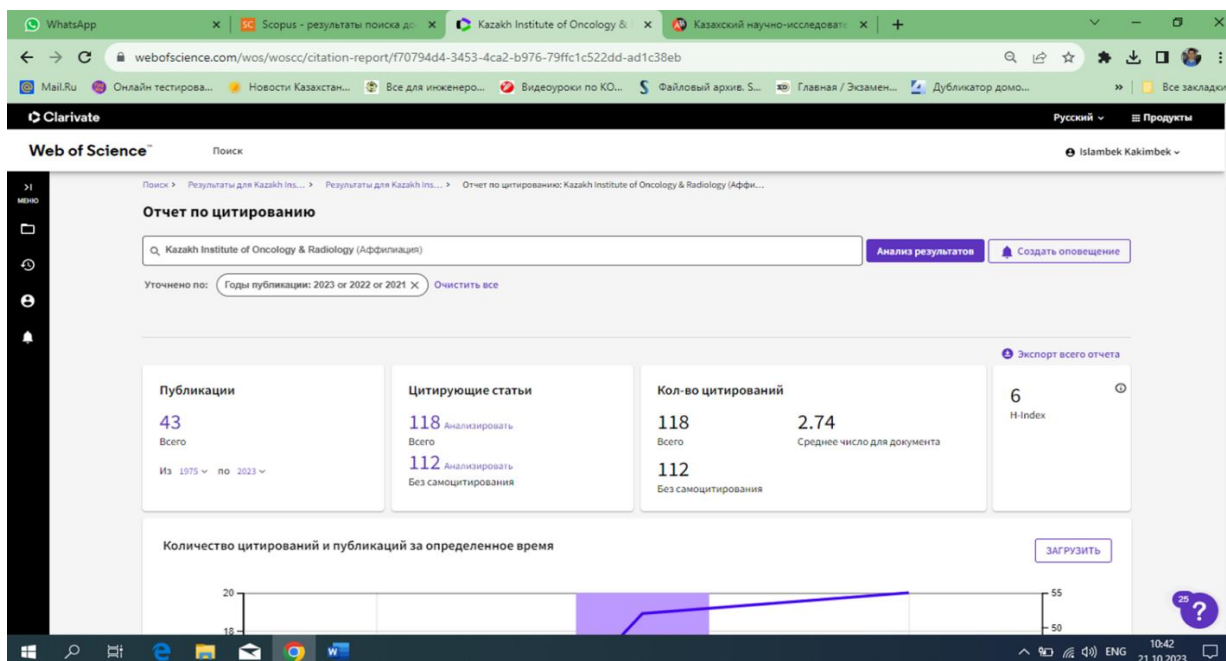 WhatsApp
Scopus - результаты поиска до
Kazakh Institute of Oncology &
Казахский научно-исследовате
webofscience.com/wos/woscc/citation-report/f70794d4-3453-4ca2-b976-79ffc1c522dd-ad1c38eb
Mail.Ru Онлайн тестирова... Новости Казахстан... Все для инженеро... Видеоуроки по КО... Файловый архив. S... Главная / Экзамен... Дубликатор домо... » Все закладки
Clarivate Русский Продукты
Web of Science™ Поиск Islambek Kakimbek
МЕНЮ
Поиск > Результаты для Kazakh Ins... > Результаты для Kazakh Ins... > Отчет по цитированию: Kazakh Institute of Oncology & Radiology (Аффи...
Отчет по цитированию
Kazakh Institute of Oncology & Radiology (Аффилиация) Анализ результатов Создать оповещение
Уточнено по: Годы публикации: 2023 or 2022 or 2021 Очистить все
Экспорт всего отчета
Публикации
43
Всего
Из 1975 по 2023
Цитирующие статьи
118 Анализировать
Всего
112 Анализировать
Без самоцитирования
Кол-во цитирований
118
Всего
2.74
Среднее число для документа
112
Без самоцитирования
6
H-Index
Количество цитирований и публикаций за определенное время
ЗАГРУЗИТЬ
20 55
18 50
25
?
ENG 10:42
21.10.2023